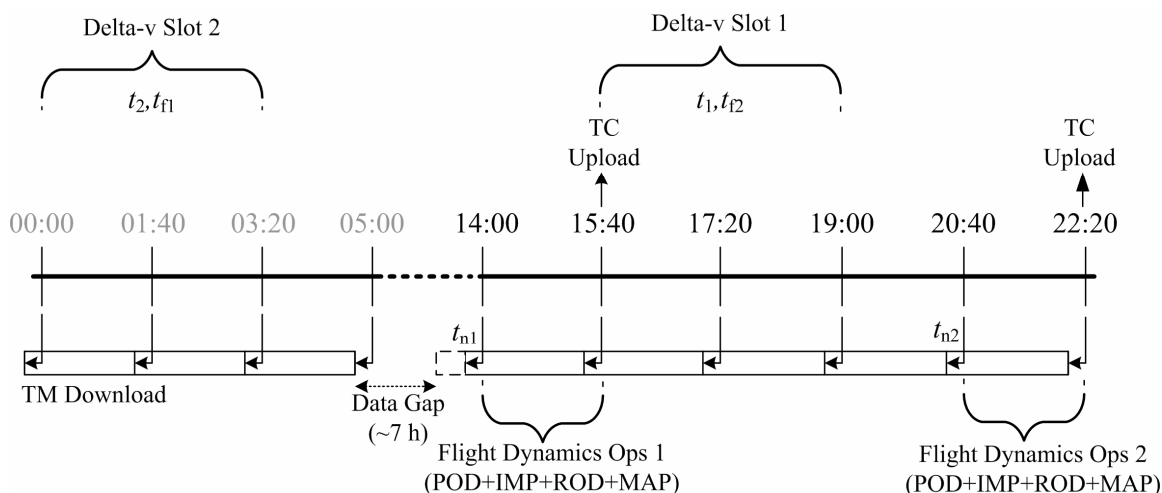 Delta-v Slot 2
Delta-v Slot 1
t2,tf1
t1,tf2
TC
Upload
TC
Upload
00:00 01:40 03:20 05:00 14:00 15:40 17:20 19:00 20:40 22:20
tn1
tn2
TM Download
Data Gap
(~7 h)
Flight Dynamics Ops 1
(POD+IMP+ROD+MAP)
Flight Dynamics Ops 2
(POD+IMP+ROD+MAP)